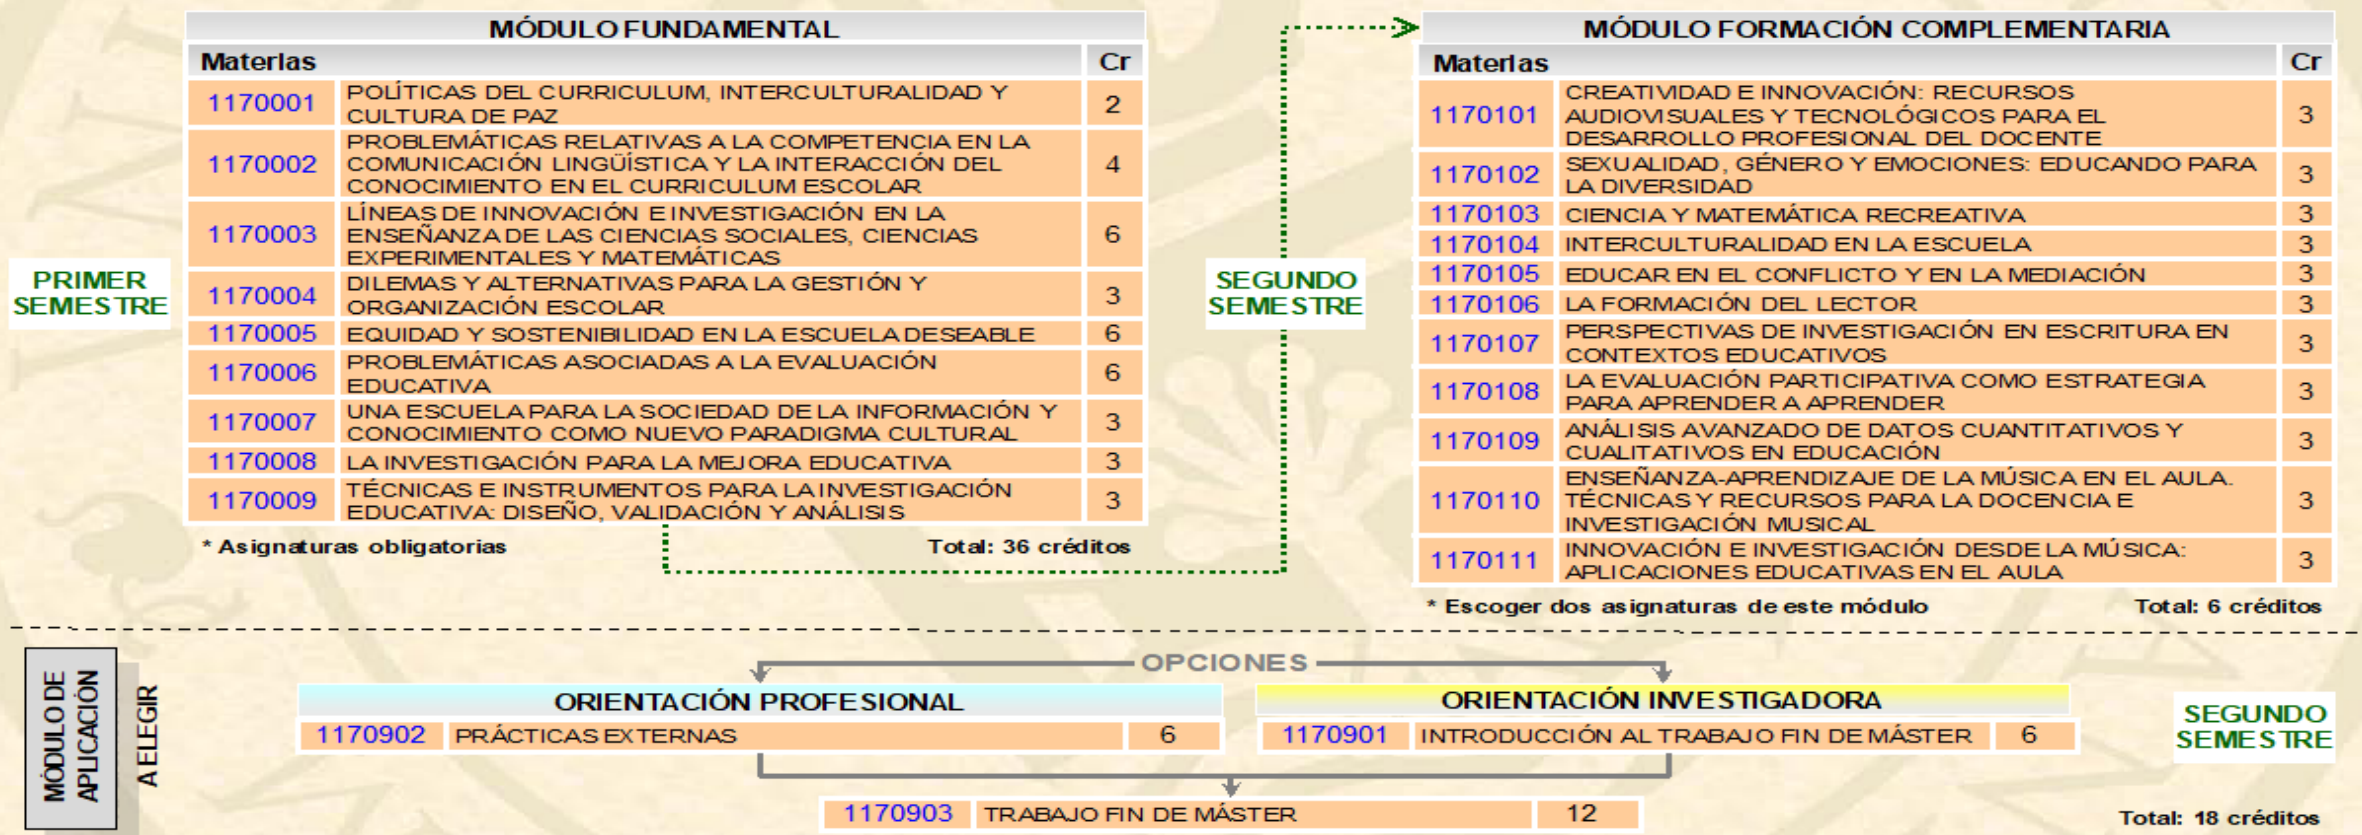 MÓDULO FUNDAMENTAL
Materias Cr
1170001 POLÍTICAS DEL CURRICULUM, INTERCULTURALIDAD Y
CULTURA DE PAZ 2
1170002 PROBLEMÁTICAS RELATIVAS A LA COMPETENCIA EN LA
COMUNICACIÓN LINGÜÍSTICA Y LA INTERACCIÓN DEL
CONOCIMIENTO EN EL CURRICULUM ESCOLAR 4
1170003 LÍNEAS DE INNOVACIÓN E INVESTIGACIÓN EN LA
ENSEÑANZA DE LAS CIENCIAS SOCIALES, CIENCIAS
EXPERIMENTALES Y MATEMÁTICAS 6
1170004 DILEMAS Y ALTERNATIVAS PARA LA GESTIÓN Y
ORGANIZACIÓN ESCOLAR 3
1170005 EQUIDAD Y SOSTENIBILIDAD EN LA ESCUELA DESEABLE 6
1170006 PROBLEMÁTICAS ASOCIADAS A LA EVALUACIÓN
EDUCATIVA 6
1170007 UNA ESCUELA PARA LA SOCIEDAD DE LA INFORMACIÓN Y
CONOCIMIENTO COMO NUEVO PARADIGMA CULTURAL 3
1170008 LA INVESTIGACIÓN PARA LA MEJORA EDUCATIVA 3
1170009 TÉCNICAS E INSTRUMENTOS PARA LA INVESTIGACIÓN
EDUCATIVA: DISEÑO, VALIDACIÓN Y ANÁLISIS 3
* Asignaturas obligatorias Total: 36 créditos
PRIMER
SEMESTRE
SEGUNDO
SEMESTRE
MÓDULO FORMACIÓN COMPLEMENTARIA
Materias Cr
1170101 CREATIVIDAD E INNOVACIÓN: RECURSOS
AUDIOVISUALES Y TECNOLÓGICOS PARA EL
DESARROLLO PROFESIONAL DEL DOCENTE 3
1170102 SEXUALIDAD, GÉNERO Y EMOCIONES: EDUCANDO PARA
LA DIVERSIDAD 3
1170103 CIENCIA Y MATEMÁTICA RECREATIVA 3
1170104 INTERCULTURALIDAD EN LA ESCUELA 3
1170105 EDUCAR EN EL CONFLICTO Y EN LA MEDIACIÓN 3
1170106 LA FORMACIÓN DEL LECTOR 3
1170107 PERSPECTIVAS DE INVESTIGACIÓN EN ESCRITURA EN
CONTEXTOS EDUCATIVOS 3
1170108 LA EVALUACIÓN PARTICIPATIVA COMO ESTRATEGIA
PARA APRENDER A APRENDER 3
1170109 ANÁLISIS AVANZADO DE DATOS CUANTITATIVOS Y
CUALITATIVOS EN EDUCACIÓN 3
1170110 ENSEÑANZA-APRENDIZAJE DE LA MÚSICA EN EL AULA.
TÉCNICAS Y RECURSOS PARA LA DOCENCIA E
INVESTIGACIÓN MUSICAL 3
1170111 INNOVACIÓN E INVESTIGACIÓN DESDE LA MÚSICA:
APLICACIONES EDUCATIVAS EN EL AULA 3
* Escoger dos asignaturas de este módulo Total: 6 créditos
MÓDULO DE
APLICACIÓN
A ELEGIR
OPCIONES
ORIENTACIÓN PROFESIONAL
1170902 PRÁCTICAS EXTERNAS 6
ORIENTACIÓN INVESTIGADORA
1170901 INTRODUCCIÓN AL TRABAJO FIN DE MÁSTER 6
1170903 TRABAJO FIN DE MÁSTER 12
SEGUNDO
SEMESTRE
Total: 18 créditos